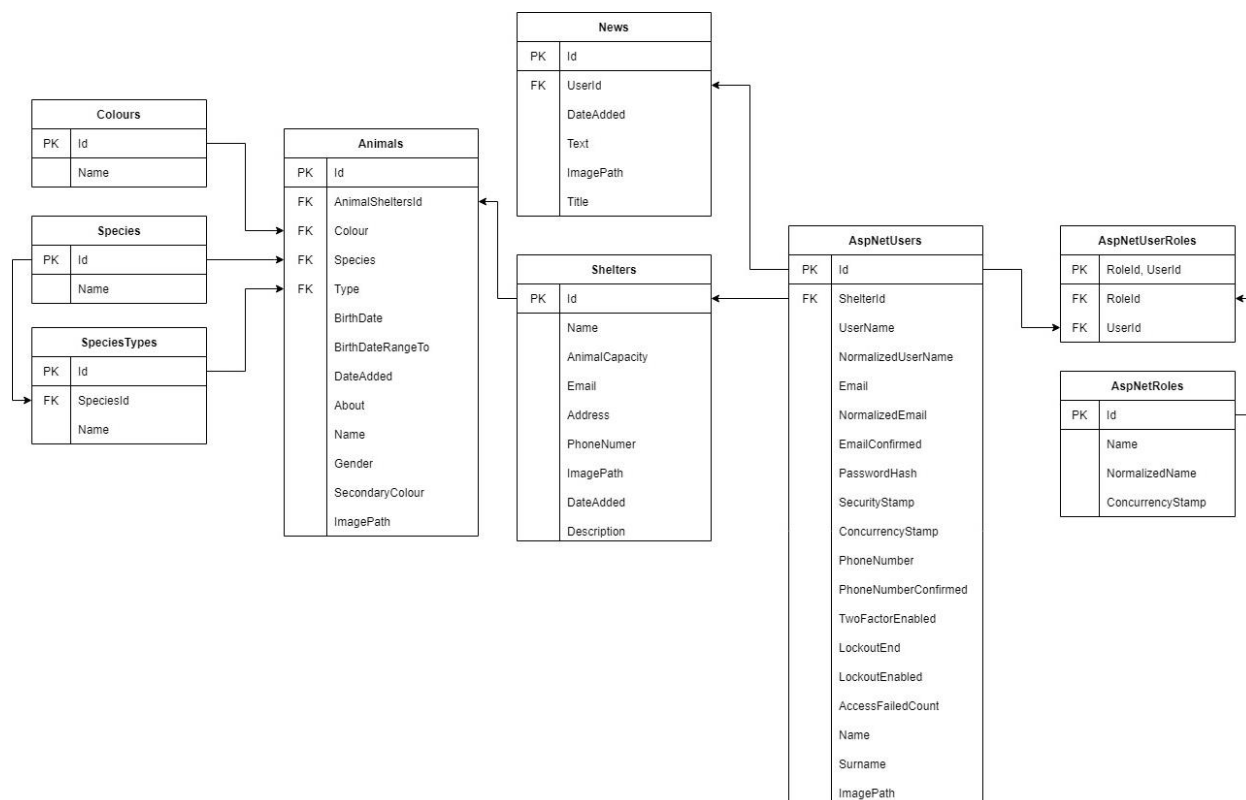 News
PK Id
FK UserId
DateAdded
Text
ImagePath
Title
Colours
PK Id
Name
Animals
PK Id
FK AnimalSheltersId
FK Colour
FK Species
FK Type
BirthDate
BirthDateRangeTo
DateAdded
About
Name
Gender
SecondaryColour
ImagePath
Species
PK Id
Name
SpeciesTypes
PK Id
FK SpeciesId
Name
Shelters
PK Id
Name
AnimalCapacity
Email
Address
PhoneNumer
ImagePath
DateAdded
Description
AspNetUsers
PK Id
FK ShelterId
UserName
NormalizedUserName
Email
NormalizedEmail
EmailConfirmed
PasswordHash
SecurityStamp
ConcurrencyStamp
PhoneNumber
PhoneNumberConfirmed
TwoFactorEnabled
LockoutEnd
LockoutEnabled
AccessFailedCount
Name
Surname
ImagePath
AspNetUserRoles
PK RoleId, UserId
FK RoleId
FK UserId
AspNetRoles
PK Id
Name
NormalizedName
ConcurrencyStamp